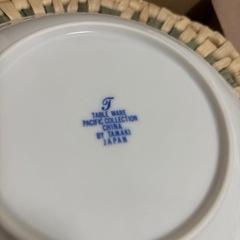 T
TABLE WARE
PACIFIC COLLECTION
CHINA
BY TAMAKI
JAPAN